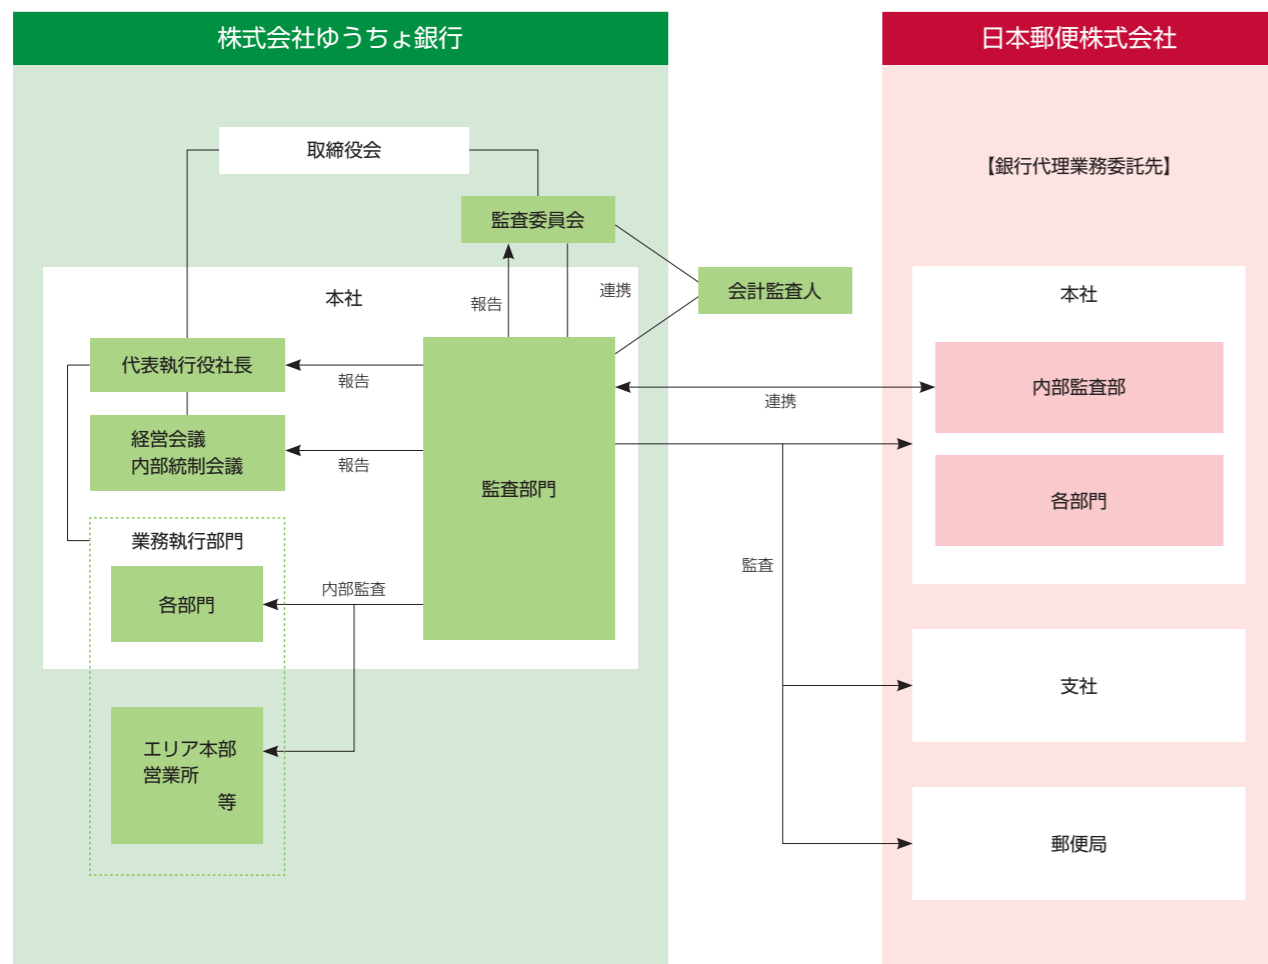 株式会社ゆうちょ銀行
日本郵便株式会社
取締役会
【銀行代理業務委託先】
監査委員会
会計監査人
連携
報告
本社
本社
代表執行役社長
報告
内部監査部
連携
経営会議
内部統制会議
報告
監査部門
各部門
業務執行部門
監査
内部監査
各部門
支社
エリア本部
営業所
等
郵便局